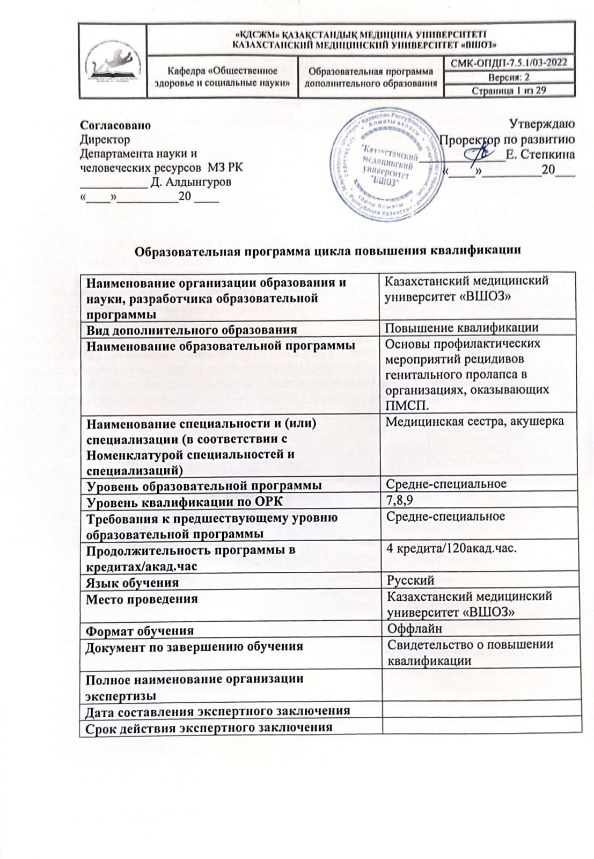 «ҚДСЖМ» ҚАЗАҚСТАНДЫҚ МЕДИЦИНА УНИВЕРСИТЕТІ
КАЗАХСТАНСКИЙ МЕДИЦИНСКИЙ УНИВЕРСИТЕТ «ВШОЗ»
Кафедра «Общественное
здоровье и социальные науки»
Образовательная программа
дополнительного образования
СМК-ОПДП-7.5.1/03-2022
Версия: 2
Страница 1 из 29
Согласовано
Директор
Департамента науки и
человеческих ресурсов МЗ РК
__________ Д. Алдынгуров
«____»__________20 ____
Утверждаю
Проректор по развитию
____________Е. Степкина
«____»__________20___
"Казахстанский
медицинский
университет
"ВШОЗ"
Образовательная программа цикла повышения квалификации
Наименование организации образования и
науки, разработчика образовательной
программы
Казахстанский медицинский
университет «ВШОЗ»
Вид дополнительного образования
Повышение квалификации
Наименование образовательной программы
Основы профилактических
мероприятий рецидивов
генитального пролапса в
организациях, оказывающих
ПМСП.
Наименование специальности и (или)
специализации (в соответствии с
Номенклатурой специальностей и
специализаций)
Медицинская сестра, акушерка
Уровень образовательной программы
Средне-специальное
Уровень квалификации по ОРК
7,8,9
Требования к предшествующему уровню
образовательной программы
Средне-специальное
Продолжительность программы в
кредитах/акад.час
4 кредита/120акад.час.
Язык обучения
Русский
Место проведения
Казахстанский медицинский
университет «ВШОЗ»
Формат обучения
Оффлайн
Документ по завершению обучения
Свидетельство о повышении
квалификации
Полное наименование организации
экспертизы
Дата составления экспертного заключения
Срок действия экспертного заключения